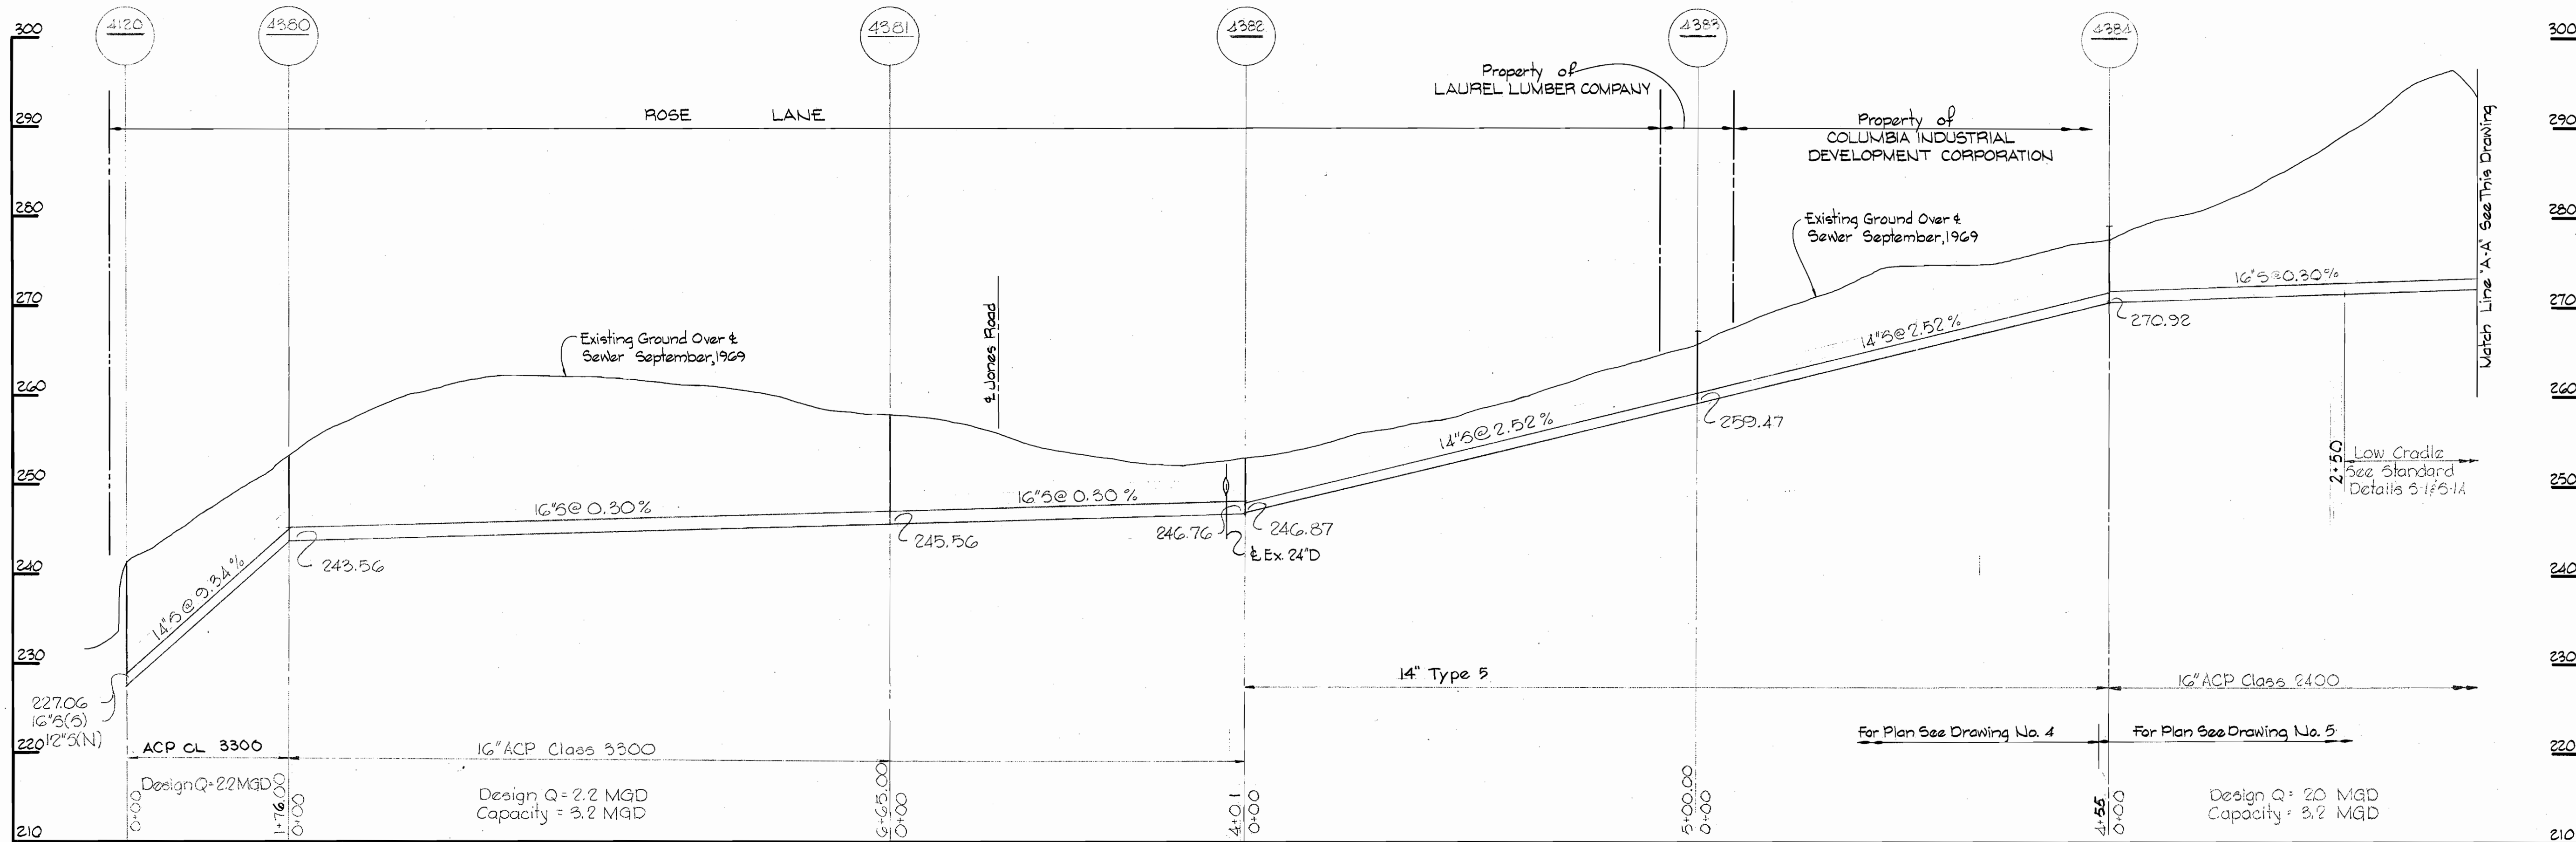 4120
4380
4381
4382
4383
4384
300
290
280
270
260
250
240
230
220
210
300
290
280
270
260
250
240
230
220
210
ROSE LANE
Property of
LAUREL LUMBER COMPANY
Property of
COLUMBIA INDUSTRIAL
DEVELOPMENT CORPORATION
Match Line "A-A" See This Drawing
Existing Ground Over ℄
Sewer September, 1969
Existing Ground Over ℄
Sewer September, 1969
℄ Jones Road
14"S @ 9.34%
16"S @ 0.30%
16"S @ 0.30%
14"S @ 2.52%
14"S @ 2.52%
16"S @ 0.30%
227.06
16"S(S)
12"S(N)
243.56
245.56
246.76
246.87
℄ Ex. 24"D
259.47
270.92
2+50
Low Cradle
See Standard
Details S-1&S-1A
14" Type 5
16" ACP Class 2400
ACP CL 3300
16" ACP Class 3300
For Plan See Drawing No. 4
For Plan See Drawing No. 5
Design Q = 2.2 MGD
Design Q = 2.2 MGD
Capacity = 3.2 MGD
Design Q = 2.0 MGD
Capacity = 3.2 MGD
0+00
1+76.00
0+00
6+65.00
0+00
4+01
0+00
5+00.00
0+00
4+55
0+00